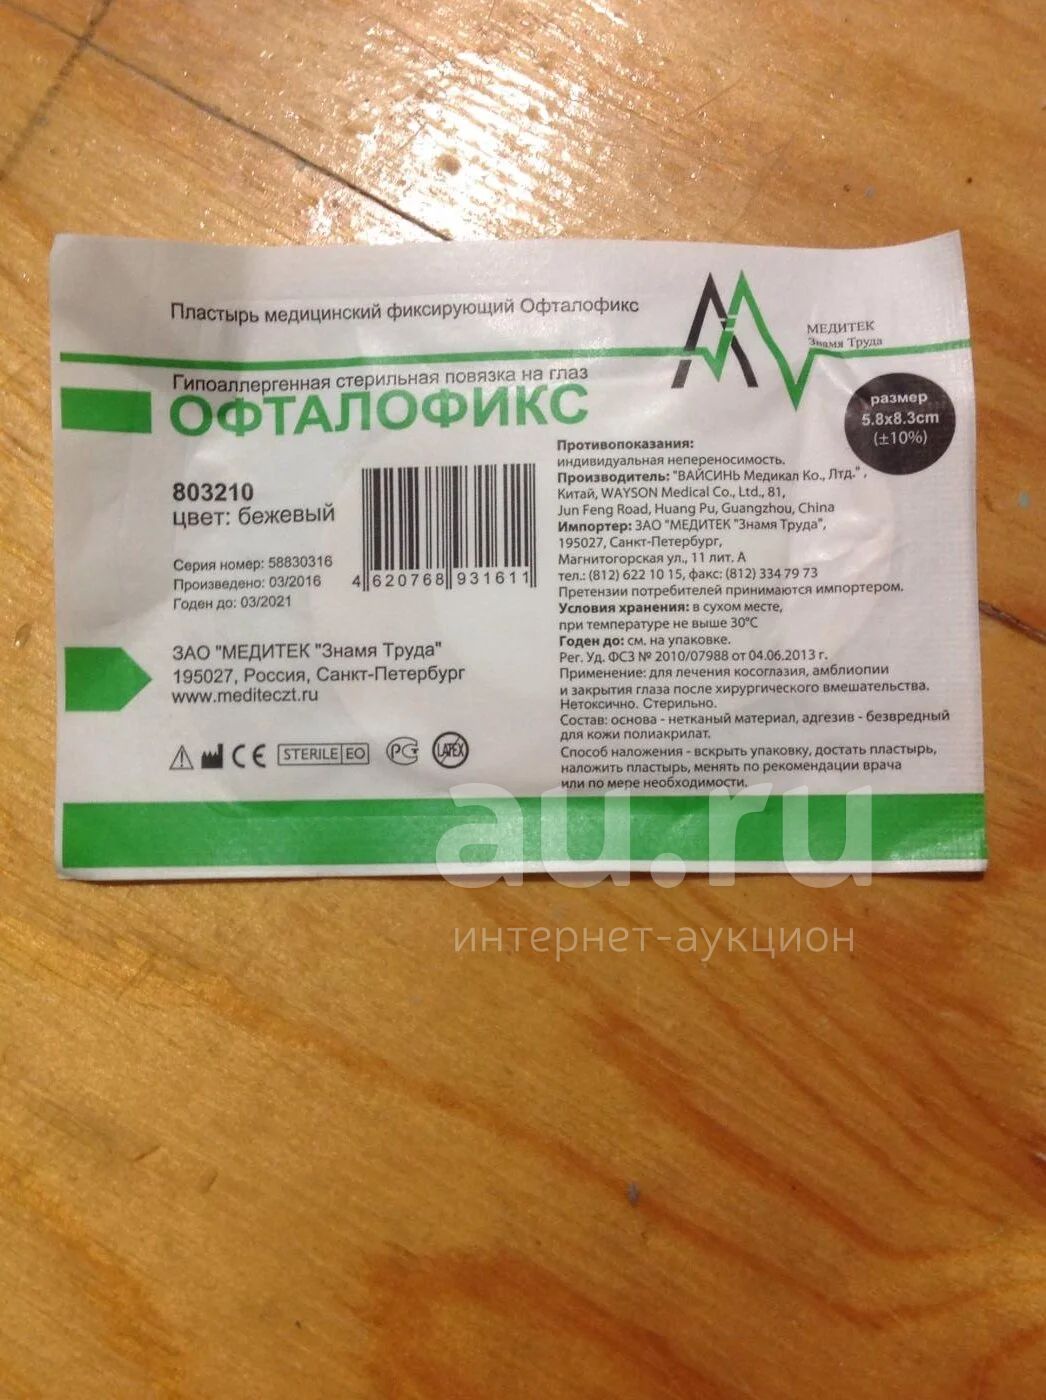 Пластырь медицинский фиксирующий Офталофикс
МЕДИТЕК
Знамя Труда
Гипоаллергенная стерильная повязка на глаз
ОФТАЛОФИКС
размер
5.8x8.3cm
(±10%)
803210
цвет: бежевый
Серия номер: 58830316
Произведено: 03/2016
Годен до: 03/2021
4 620768 931611
ЗАО "МЕДИТЕК "Знамя Труда"
195027, Россия, Санкт-Петербург
www.mediteczt.ru
CE STERILE EO РСТ LATEX
Противопоказания:
индивидуальная непереносимость.
Производитель: "ВАЙСИНЬ Медикал Ко., Лтд.",
Китай, WAYSON Medical Co., Ltd., 81,
Jun Feng Road, Huang Pu, Guangzhou, China
Импортер: ЗАО "МЕДИТЕК "Знамя Труда",
195027, Санкт-Петербург,
Магнитогорская ул., 11 лит. А
тел.: (812) 622 10 15, факс: (812) 334 79 73
Претензии потребителей принимаются импортером.
Условия хранения: в сухом месте,
при температуре не выше 30°С
Годен до: см. на упаковке.
Рег. Уд. ФСЗ № 2010/07988 от 04.06.2013 г.
Применение: для лечения косоглазия, амблиопии
и закрытия глаза после хирургического вмешательства.
Нетоксично. Стерильно.
Состав: основа - нетканый материал, адгезив - безвредный
для кожи полиакрилат.
Способ наложения - вскрыть упаковку, достать пластырь,
наложить пластырь, менять по рекомендации врача
или по мере необходимости.
au.ru
интернет-аукцион